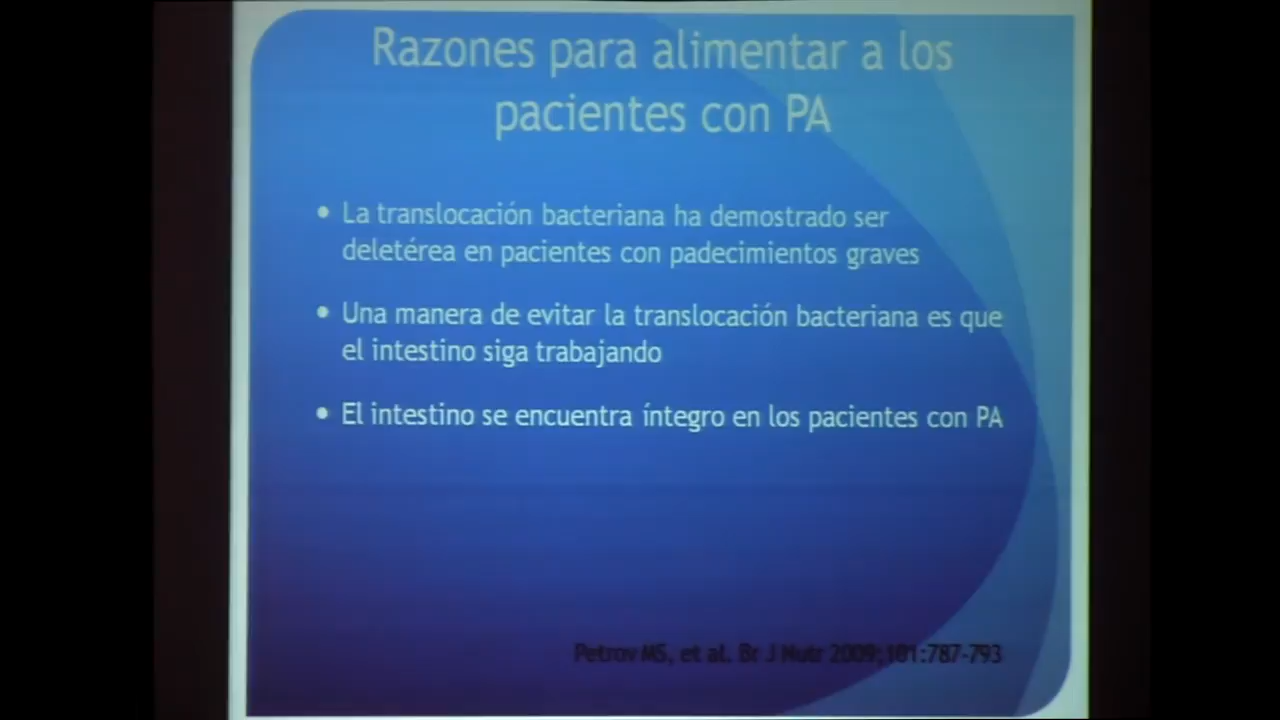 Razones para alimentar a los
pacientes con PA
• La translocación bacteriana ha demostrado ser
deletérea en pacientes con padecimientos graves
• Una manera de evitar la translocación bacteriana es que
el intestino siga trabajando
• El intestino se encuentra íntegro en los pacientes con PA
Petrov MS, et al. Br J Nutr 2009;101:787-793